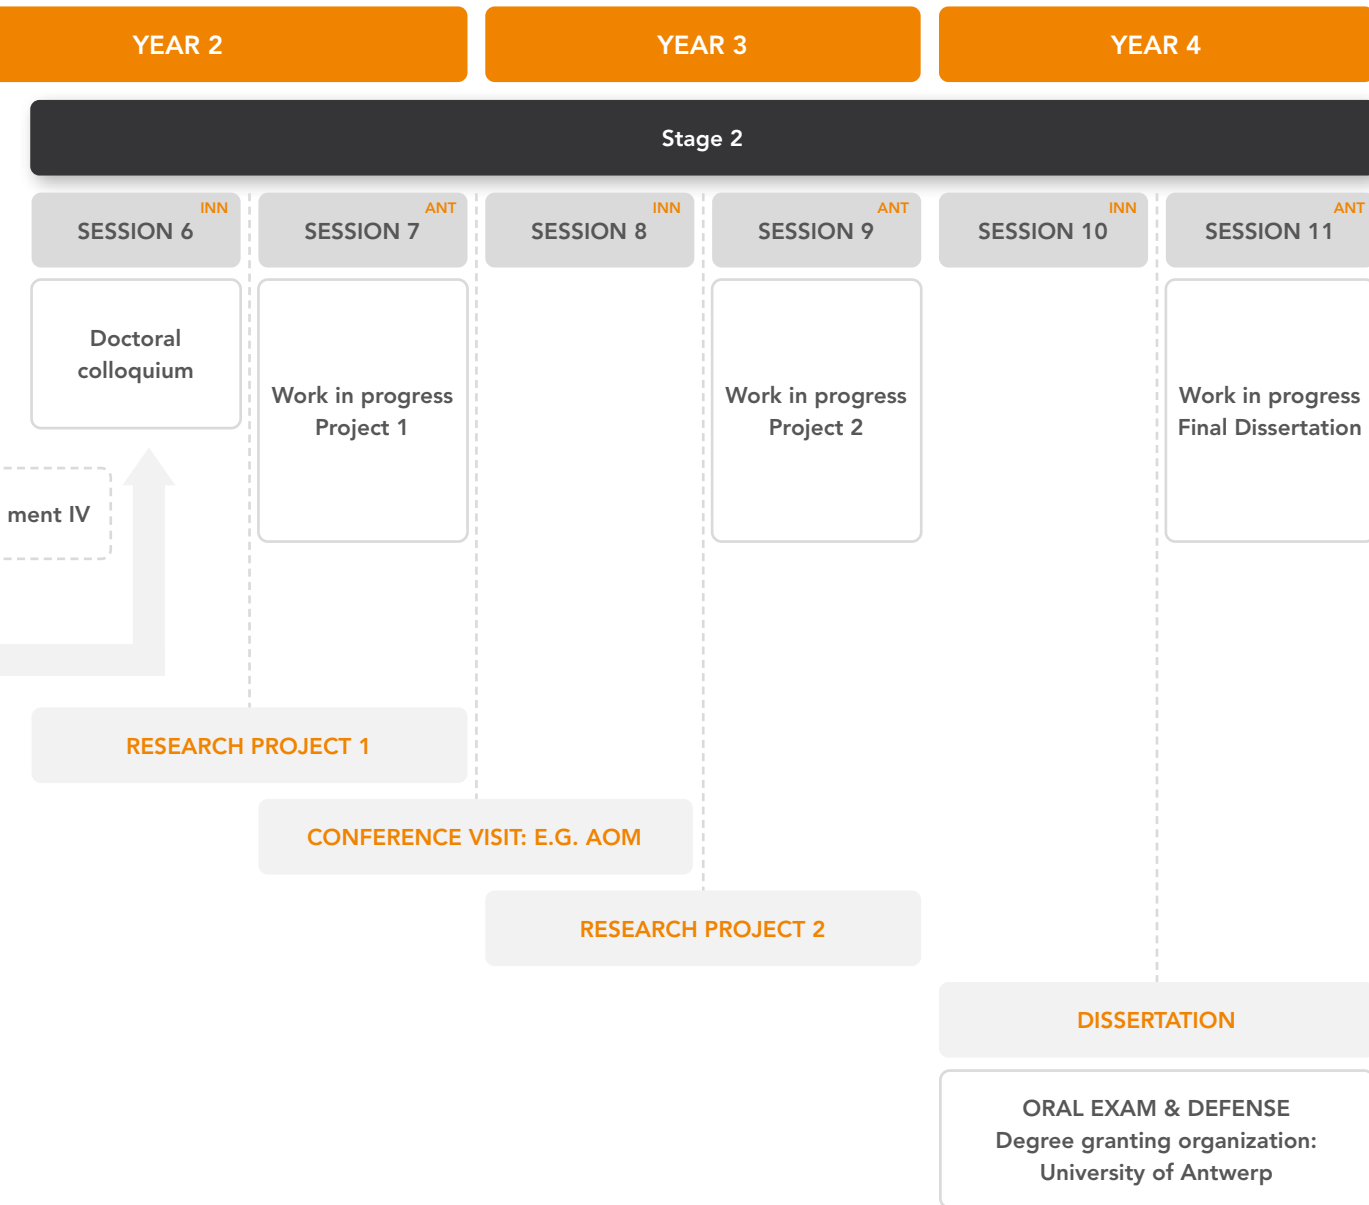 YEAR 2
YEAR 3
YEAR 4
Stage 2
INN
SESSION 6
ANT
SESSION 7
INN
SESSION 8
ANT
SESSION 9
INN
SESSION 10
ANT
SESSION 11
Doctoral
colloquium
Work in progress
Project 1
Work in progress
Project 2
Work in progress
Final Dissertation
ment IV
RESEARCH PROJECT 1
CONFERENCE VISIT: E.G. AOM
RESEARCH PROJECT 2
DISSERTATION
ORAL EXAM & DEFENSE
Degree granting organization:
University of Antwerp